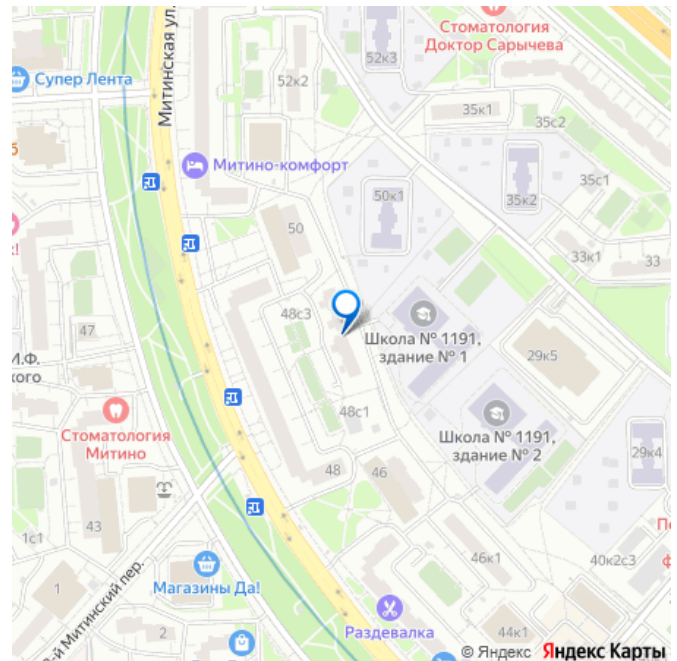 Стоматология
Доктор Сарычева
52к3
Митинская ул.
Супер Лента
52к2
35к1
35с2
Митино-комфорт
35с1
50к1
35к2
50
33к1
33
48с3
47
Школа № 1191,
здание № 1
29к5
И.Ф.
кого
48с1
Стоматология
Митино
Школа № 1191,
здание № 2
29к4
48
46
43
1с1
46к1
40к2с3
1
Магазины Да!
-й Митинский пер.
2
Раздевалка
44к1
© Яндекс Яндекс Карты